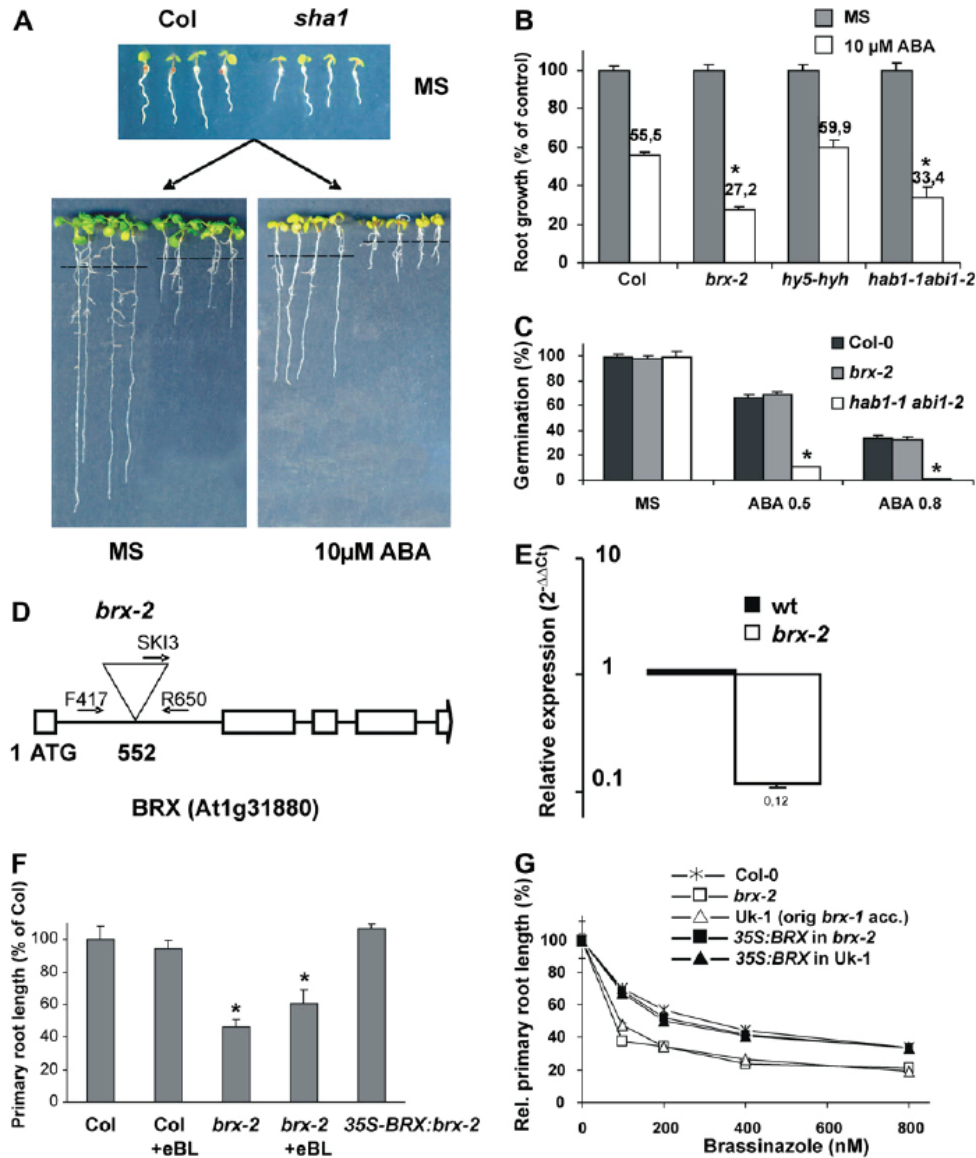 A
Col
sha1
MS
MS
10µM ABA
B
MS
10 µM ABA
Root growth (% of control)
100
80
60
40
20
0
55,5
*
27,2
59,9
*
33,4
Col
brx-2
hy5-hyh
hab1-1abi1-2
C
Col-0
brx-2
hab1-1 abi1-2
Germination (%)
100
80
60
40
20
0
*
*
MS
ABA 0.5
ABA 0.8
D
brx-2
SKI3
F417
R650
1 ATG
552
BRX (At1g31880)
E
Relative expression (2-ΔΔCt)
10
1
0.1
wt
brx-2
0,12
F
Primary root length (% of Col)
100
80
60
40
20
0
*
*
Col
Col +eBL
brx-2
brx-2 +eBL
35S-BRX:brx-2
G
Col-0
brx-2
Uk-1 (orig brx-1 acc.)
35S:BRX in brx-2
35S:BRX in Uk-1
Rel. primary root length (%)
100
80
60
40
20
0
0
200
400
600
800
Brassinazole (nM)